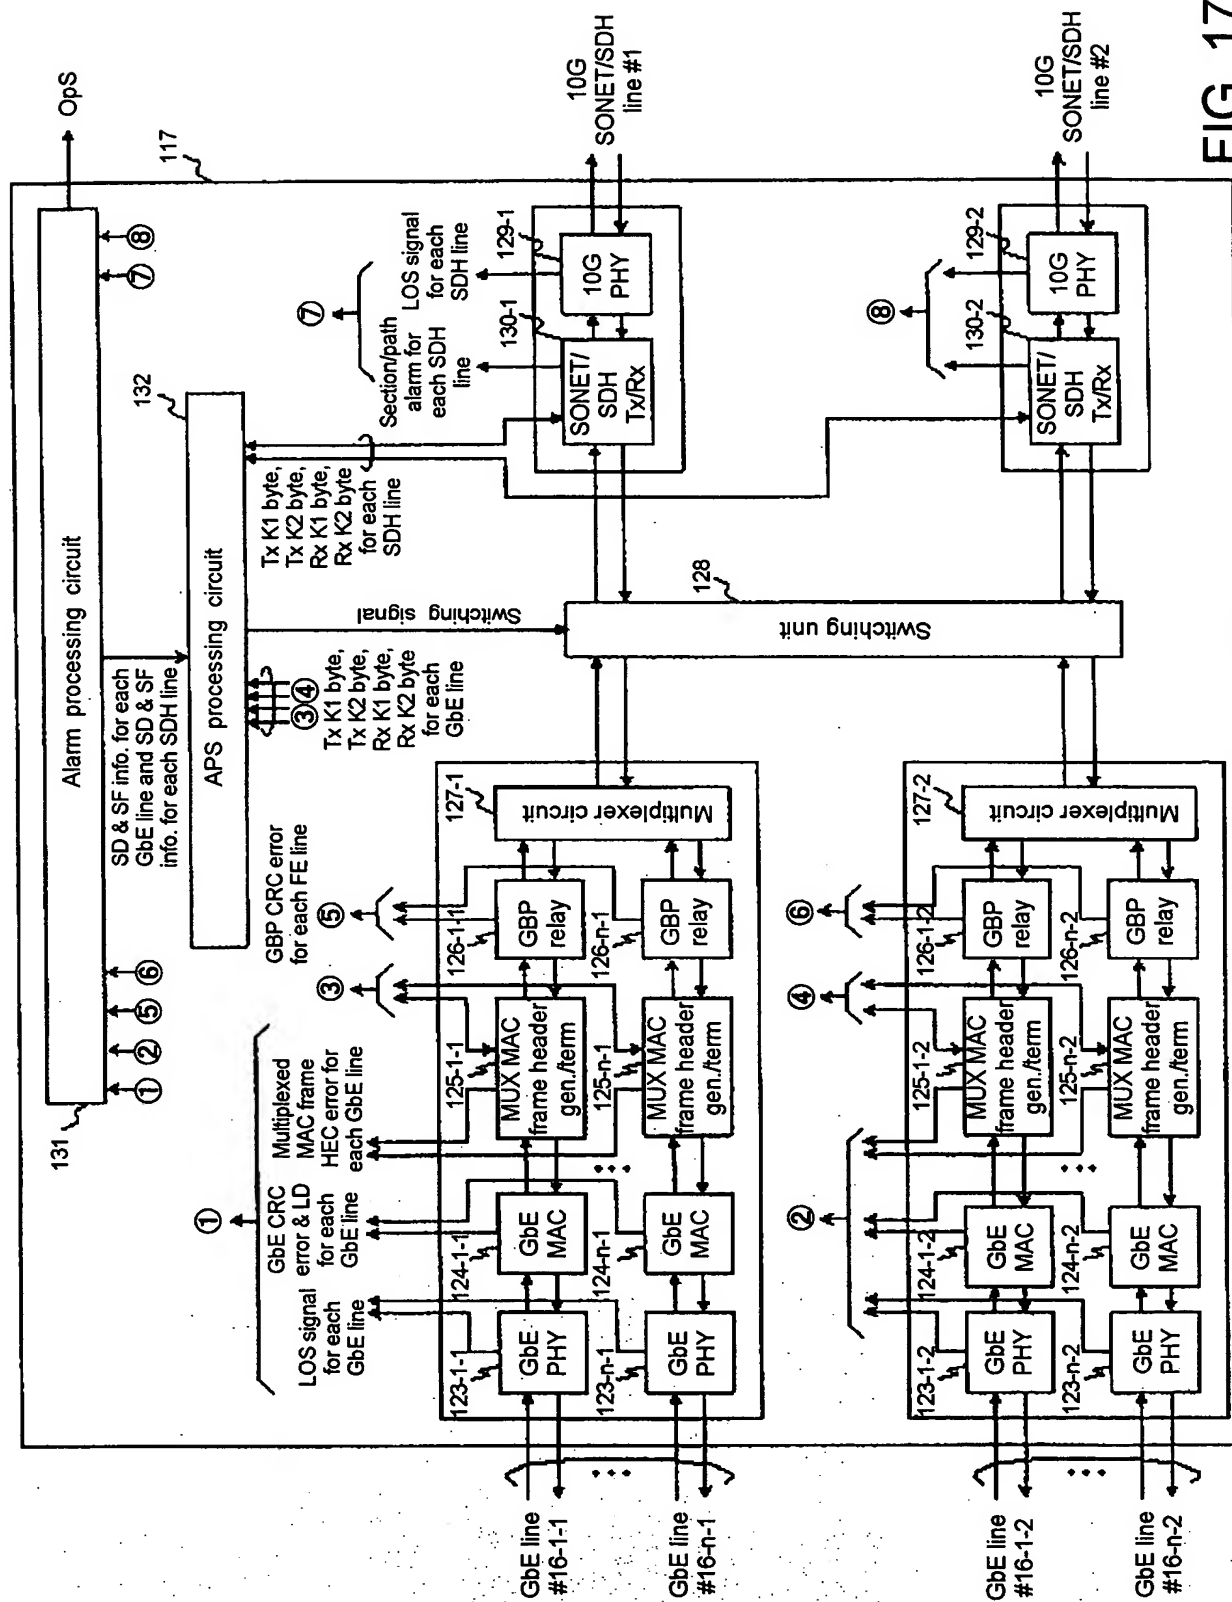 FIG. 17
117
OpS
Alarm processing circuit
131
①
②
⑤
⑥
⑦
⑧
SD & SF info. for each
GbE line and SD & SF
info. for each SDH line
132
APS processing circuit
③④
Tx K1 byte,
Tx K2 byte,
Rx K1 byte,
Rx K2 byte
for each
GbE line
Switching signal
Tx K1 byte,
Tx K2 byte,
Rx K1 byte,
Rx K2 byte
for each
SDH line
①
LOS signal
for each
GbE line
GbE CRC
error & LD
for each
GbE line
Multiplexed
MAC frame
HEC error for
each GbE line
③
GBP CRC error
for each FE line
⑤
⑦
Section/path
alarm for
each SDH
line
LOS signal
for each
SDH line
GbE line
#16-1-1
123-1-1
GbE
PHY
124-1-1
GbE
MAC
125-1-1
MUX MAC
frame header
gen./term
126-1-1
GBP
relay
127-1
Multiplexer circuit
GbE line
#16-n-1
123-n-1
GbE
PHY
124-n-1
GbE
MAC
125-n-1
MUX MAC
frame header
gen./term
126-n-1
GBP
relay
128
Switching unit
130-1
SONET/
SDH
Tx/Rx
129-1
10G
PHY
10G
SONET/SDH
line #1
②
④
⑥
⑧
GbE line
#16-1-2
123-1-2
GbE
PHY
124-1-2
GbE
MAC
125-1-2
MUX MAC
frame header
gen./term
126-1-2
GBP
relay
127-2
Multiplexer circuit
GbE line
#16-n-2
123-n-2
GbE
PHY
124-n-2
GbE
MAC
125-n-2
MUX MAC
frame header
gen./term
126-n-2
GBP
relay
130-2
SONET/
SDH
Tx/Rx
129-2
10G
PHY
10G
SONET/SDH
line #2